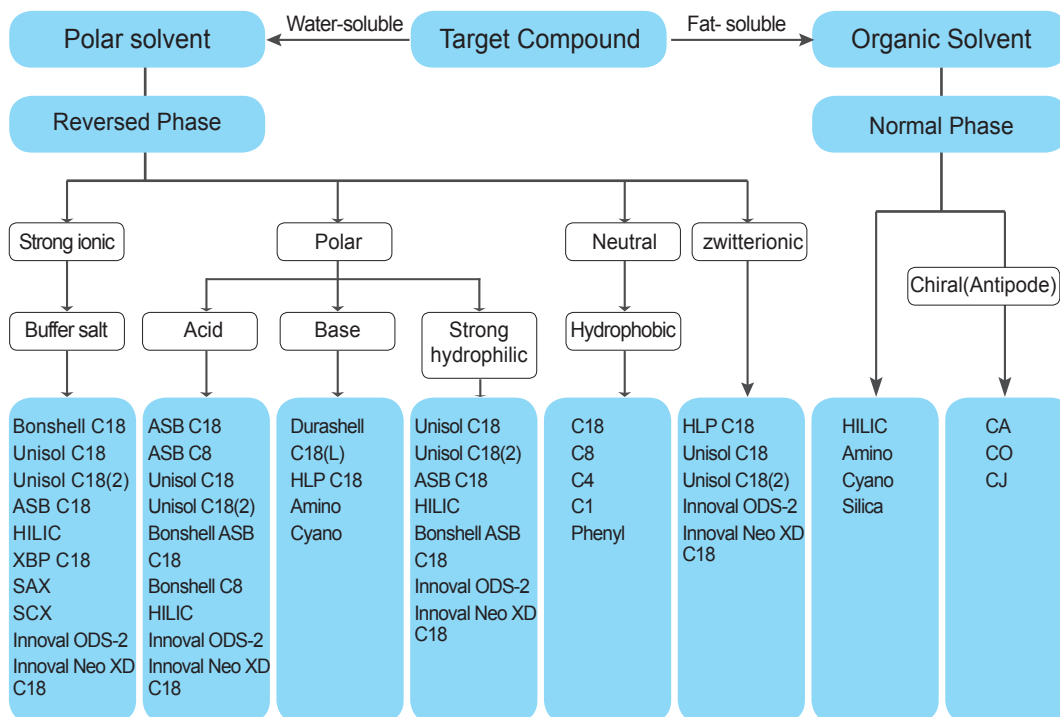 Polar solvent
Water-soluble
Target Compound
Fat- soluble
Organic Solvent
Reversed Phase
Normal Phase
Strong ionic
Polar
Neutral
zwitterionic
Chiral(Antipode)
Buffer salt
Acid
Base
Strong
hydrophilic
Hydrophobic
Bonshell C18
Unisol C18
Unisol C18(2)
ASB C18
HILIC
XBP C18
SAX
SCX
Innoval ODS-2
Innoval Neo XD
C18
ASB C18
ASB C8
Unisol C18
Unisol C18(2)
Bonshell ASB
C18
Bonshell C8
HILIC
Innoval ODS-2
Innoval Neo XD
C18
Durashell
C18(L)
HLP C18
Amino
Cyano
Unisol C18
Unisol C18(2)
ASB C18
HILIC
Bonshell ASB
C18
Innoval ODS-2
Innoval Neo XD
C18
C18
C8
C4
C1
Phenyl
HLP C18
Unisol C18
Unisol C18(2)
Innoval ODS-2
Innoval Neo XD
C18
HILIC
Amino
Cyano
Silica
CA
CO
CJ